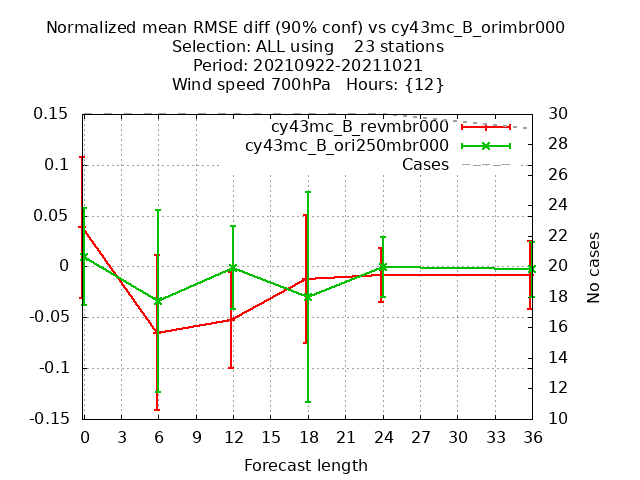 Normalized mean RMSE diff (90% conf) vs cy43mc_B_orimbr000
Selection: ALL using    23 stations
Period: 20210922-20211021
Wind speed 700hPa   Hours: {12}
cy43mc_B_revmbr000
cy43mc_B_ori250mbr000
Cases
0.15
0.1
0.05
0
-0.05
-0.1
-0.15
30
28
26
24
22
20
18
16
14
12
10
No cases
0 3 6 9 12 15 18 21 24 27 30 33 36
Forecast length